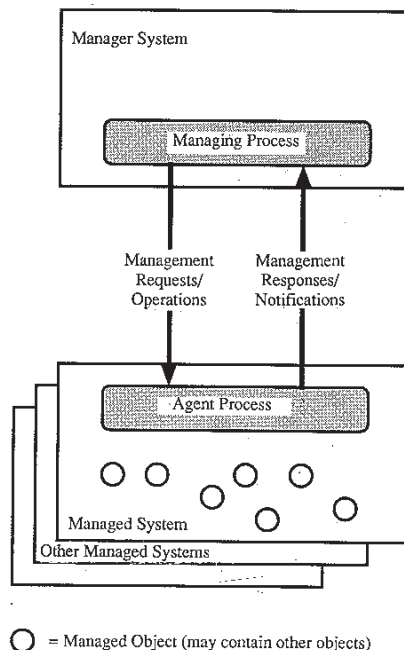 Manager System
Managing Process
Management
Requests/
Operations
Management
Responses/
Notifications
Agent Process
Managed System
Other Managed Systems
= Managed Object (may contain other objects)